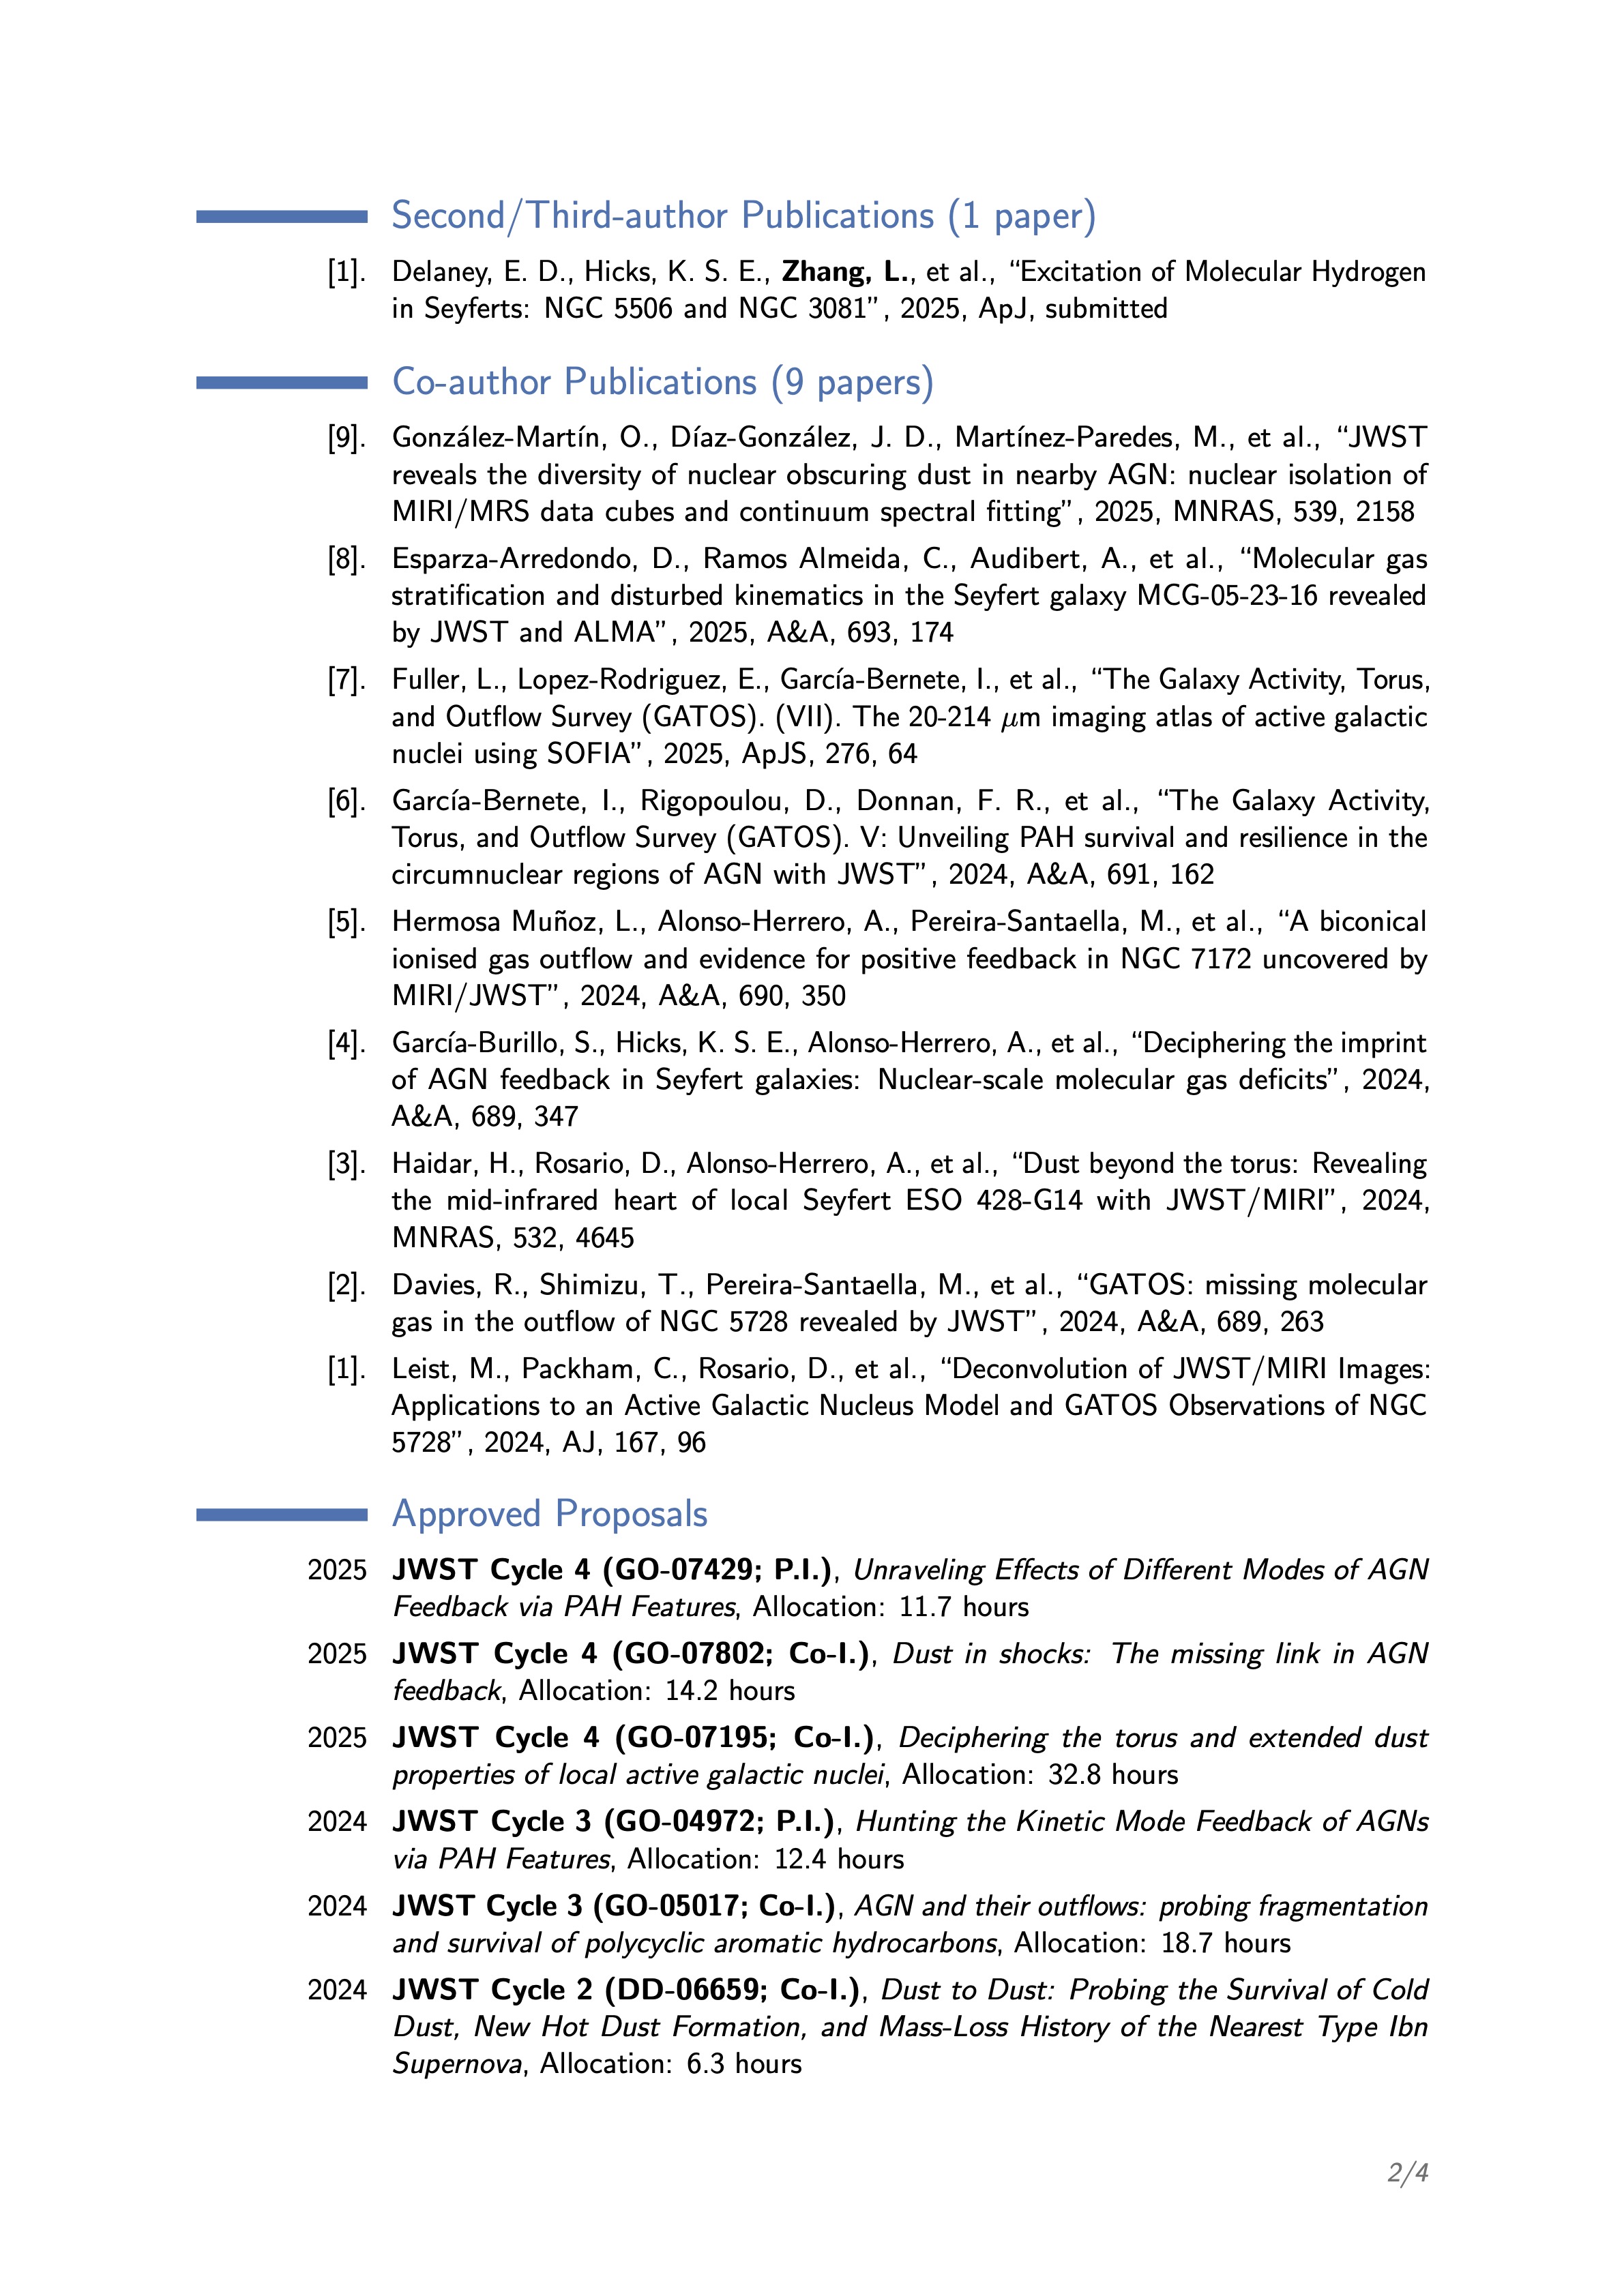 Second/Third-author Publications (1 paper)
[1]. Delaney, E. D., Hicks, K. S. E., Zhang, L., et al., “Excitation of Molecular Hydrogen
in Seyferts: NGC 5506 and NGC 3081”, 2025, ApJ, submitted
Co-author Publications (9 papers)
[9]. González-Martín, O., Díaz-González, J. D., Martínez-Paredes, M., et al., “JWST
reveals the diversity of nuclear obscuring dust in nearby AGN: nuclear isolation of
MIRI/MRS data cubes and continuum spectral fitting”, 2025, MNRAS, 539, 2158
[8]. Esparza-Arredondo, D., Ramos Almeida, C., Audibert, A., et al., “Molecular gas
stratification and disturbed kinematics in the Seyfert galaxy MCG-05-23-16 revealed
by JWST and ALMA”, 2025, A&A, 693, 174
[7]. Fuller, L., Lopez-Rodriguez, E., García-Bernete, I., et al., “The Galaxy Activity, Torus,
and Outflow Survey (GATOS). (VII). The 20-214 μm imaging atlas of active galactic
nuclei using SOFIA”, 2025, ApJS, 276, 64
[6]. García-Bernete, I., Rigopoulou, D., Donnan, F. R., et al., “The Galaxy Activity,
Torus, and Outflow Survey (GATOS). V: Unveiling PAH survival and resilience in the
circumnuclear regions of AGN with JWST”, 2024, A&A, 691, 162
[5]. Hermosa Muñoz, L., Alonso-Herrero, A., Pereira-Santaella, M., et al., “A biconical
ionised gas outflow and evidence for positive feedback in NGC 7172 uncovered by
MIRI/JWST”, 2024, A&A, 690, 350
[4]. García-Burillo, S., Hicks, K. S. E., Alonso-Herrero, A., et al., “Deciphering the imprint
of AGN feedback in Seyfert galaxies: Nuclear-scale molecular gas deficits”, 2024,
A&A, 689, 347
[3]. Haidar, H., Rosario, D., Alonso-Herrero, A., et al., “Dust beyond the torus: Revealing
the mid-infrared heart of local Seyfert ESO 428-G14 with JWST/MIRI”, 2024,
MNRAS, 532, 4645
[2]. Davies, R., Shimizu, T., Pereira-Santaella, M., et al., “GATOS: missing molecular
gas in the outflow of NGC 5728 revealed by JWST”, 2024, A&A, 689, 263
[1]. Leist, M., Packham, C., Rosario, D., et al., “Deconvolution of JWST/MIRI Images:
Applications to an Active Galactic Nucleus Model and GATOS Observations of NGC
5728”, 2024, AJ, 167, 96
Approved Proposals
2025 JWST Cycle 4 (GO-07429; P.I.), Unraveling Effects of Different Modes of AGN
Feedback via PAH Features, Allocation: 11.7 hours
2025 JWST Cycle 4 (GO-07802; Co-I.), Dust in shocks: The missing link in AGN
feedback, Allocation: 14.2 hours
2025 JWST Cycle 4 (GO-07195; Co-I.), Deciphering the torus and extended dust
properties of local active galactic nuclei, Allocation: 32.8 hours
2024 JWST Cycle 3 (GO-04972; P.I.), Hunting the Kinetic Mode Feedback of AGNs
via PAH Features, Allocation: 12.4 hours
2024 JWST Cycle 3 (GO-05017; Co-I.), AGN and their outflows: probing fragmentation
and survival of polycyclic aromatic hydrocarbons, Allocation: 18.7 hours
2024 JWST Cycle 2 (DD-06659; Co-I.), Dust to Dust: Probing the Survival of Cold
Dust, New Hot Dust Formation, and Mass-Loss History of the Nearest Type Ibn
Supernova, Allocation: 6.3 hours
2/4